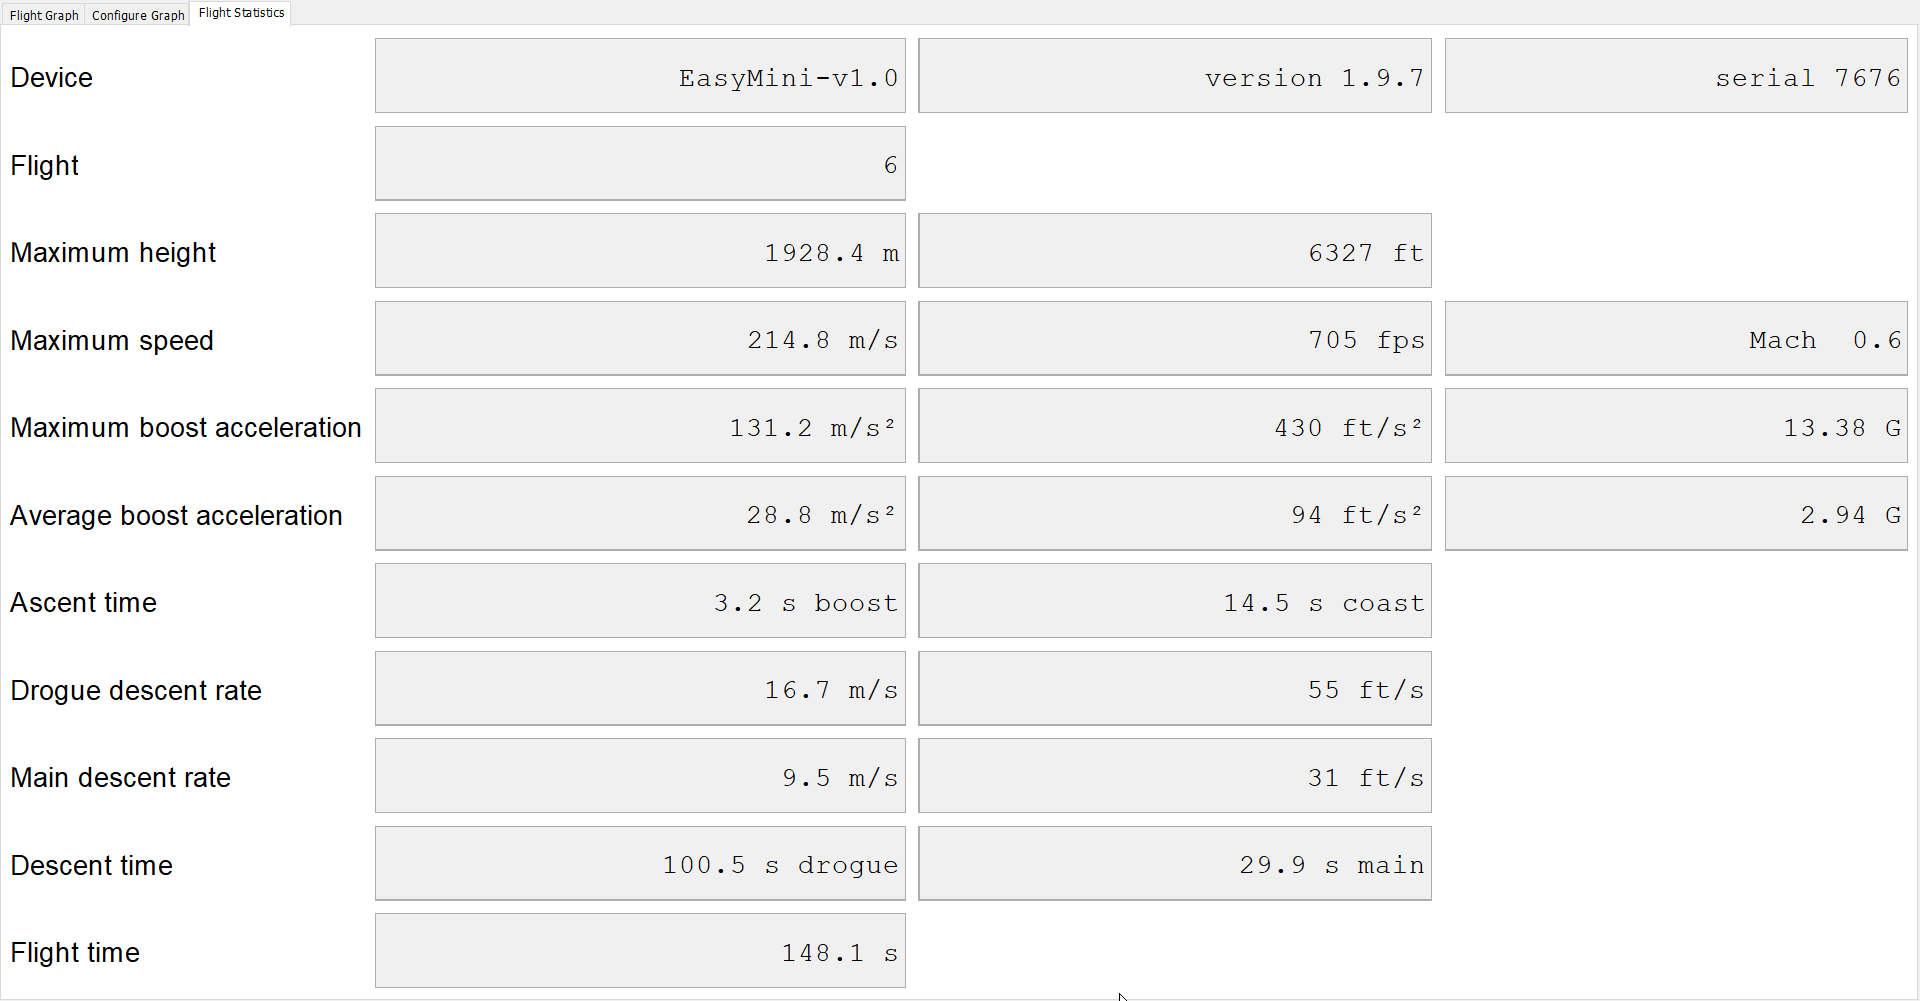 Flight Graph Configure Graph Flight Statistics
Device EasyMini-v1.0 version 1.9.7 serial 7676
Flight 6
Maximum height 1928.4 m 6327 ft
Maximum speed 214.8 m/s 705 fps Mach 0.6
Maximum boost acceleration 131.2 m/s² 430 ft/s² 13.38 G
Average boost acceleration 28.8 m/s² 94 ft/s² 2.94 G
Ascent time 3.2 s boost 14.5 s coast
Drogue descent rate 16.7 m/s 55 ft/s
Main descent rate 9.5 m/s 31 ft/s
Descent time 100.5 s drogue 29.9 s main
Flight time 148.1 s